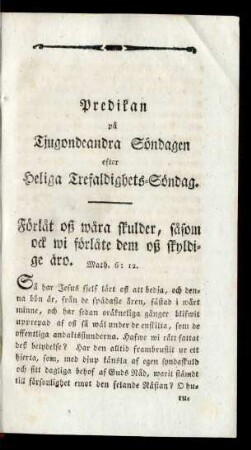 Predikan
på
Tjugondeandra Söndagen
efter
Heliga Trefaldighets-Söndag.
Förlåt oß wåra skulder, såsom
ock wi förlåte dem oß skyldi-
ge äro. Math. 6: 12.
Så har Jesus sjelf lärt oß att bedja, och den-
na bön är, från de spädaste åren, fästad i wårt
minne, och har sedan oräkneliga gånger blifwit
upprepad af oß så wäl under de enskilta, som de
offentliga andaktsstunderna. Hafwe wi rätt fattat
deß betydelse? Har den alltid frambrustit ur ett
hjerta, som, med djup känsla af egen syndaskuld
och sitt dagliga behof af Guds Nåd, warit stämdt
till försonlighet emot den felande Nästan? O hu-
ru-